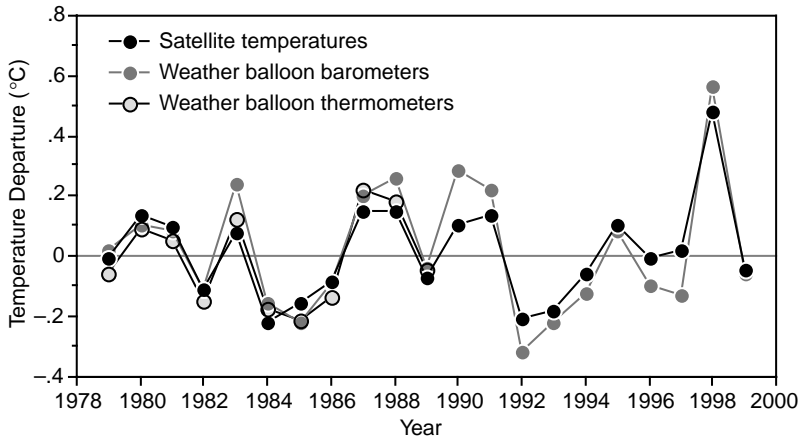 .8
.6
.4
.2
0
–.2
–.4
Temperature Departure (°C)
Satellite temperatures
Weather balloon barometers
Weather balloon thermometers
1978 1980 1982 1984 1986 1988 1990 1992 1994 1996 1998 2000
Year